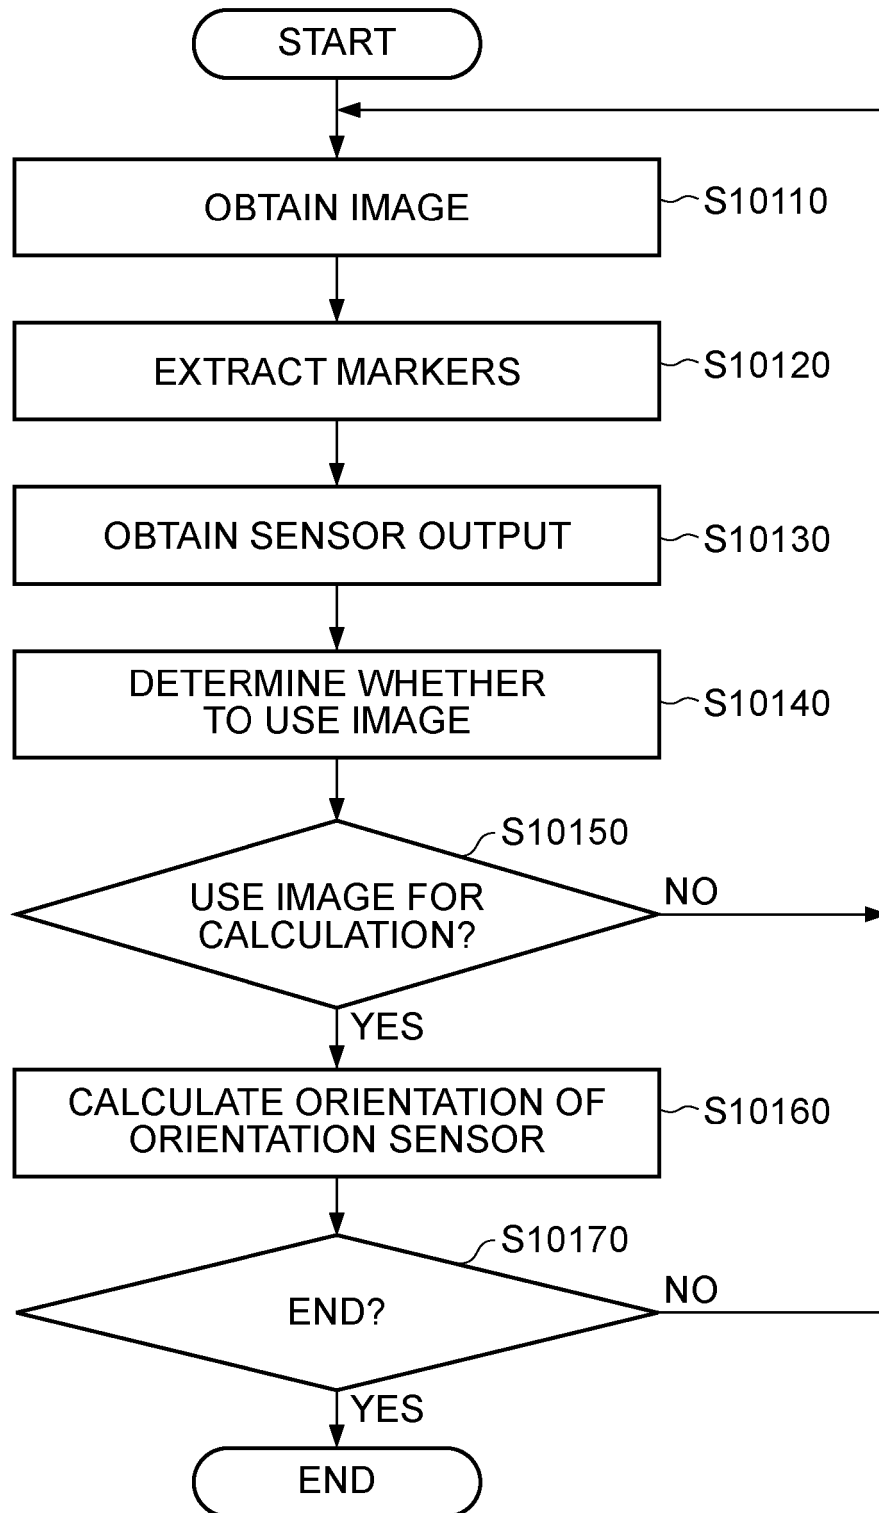 START
OBTAIN IMAGE
S10110
EXTRACT MARKERS
S10120
OBTAIN SENSOR OUTPUT
S10130
DETERMINE WHETHER
TO USE IMAGE
S10140
S10150
USE IMAGE FOR
CALCULATION?
NO
YES
CALCULATE ORIENTATION OF
ORIENTATION SENSOR
S10160
S10170
END?
NO
YES
END